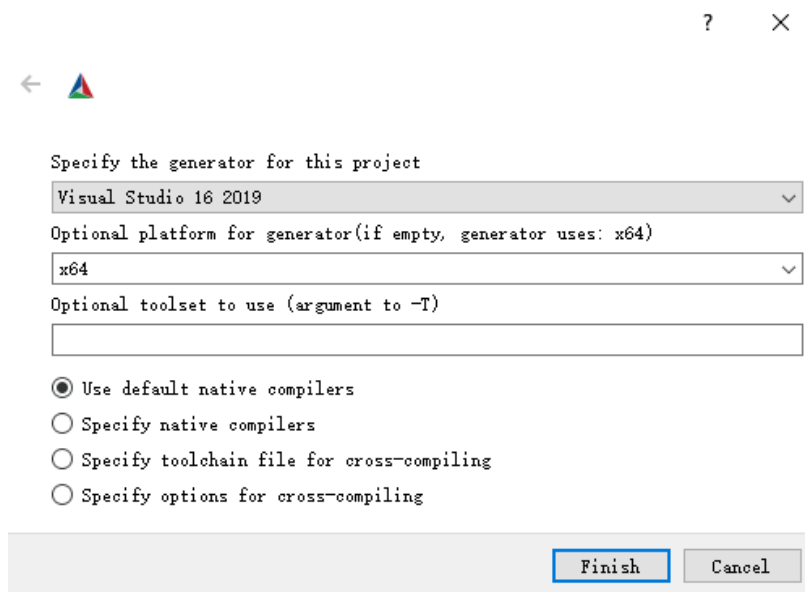 ?
Specify the generator for this project
Visual Studio 16 2019
Optional platform for generator(if empty, generator uses: x64)
x64
Optional toolset to use (argument to -T)
Use default native compilers
Specify native compilers
Specify toolchain file for cross-compiling
Specify options for cross-compiling
Finish Cancel